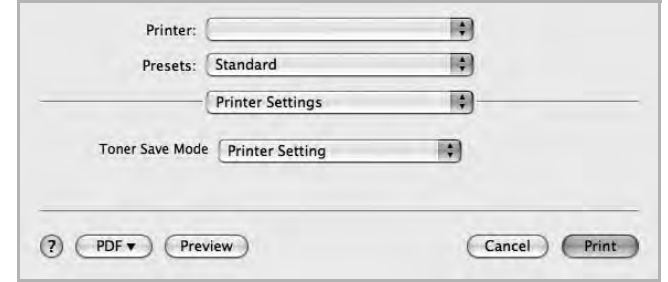 Printer:
Presets: Standard
Printer Settings
Toner Save Mode Printer Setting
? PDF ▼ Preview Cancel Print